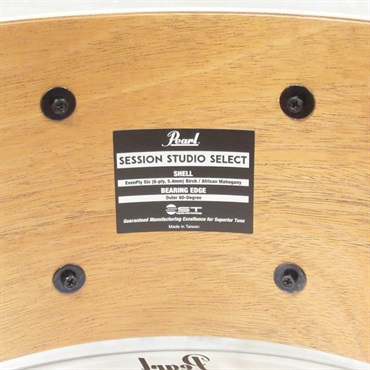 Pearl
SESSION STUDIO SELECT
SHELL
EvenPly Six (6-ply, 5.4mm) Birch / African Mahogany
BEARING EDGE
Outer 60-Degree
SST
Guaranteed Manufacturing Excellence for Superior Tone
Made in Taiwan
Pearl